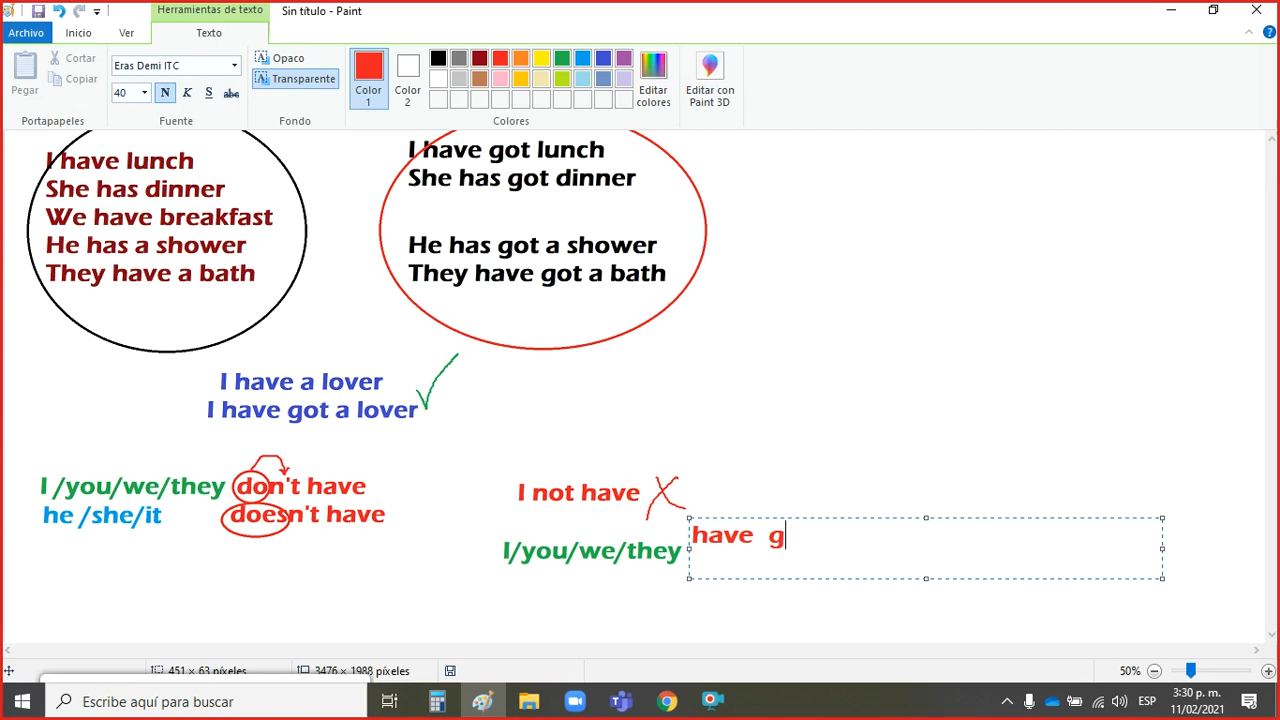 Herramientas de texto
Sin título - Paint
Archivo
Inicio
Ver
Texto
Pegar
Cortar
Copiar
Portapapeles
Eras Demi ITC
40
N K S abc
Fuente
Opaco
Transparente
Fondo
Color 1
Color 2
Editar colores
Editar con Paint 3D
Colores
I have lunch
She has dinner
We have breakfast
He has a shower
They have a bath
I have got lunch
She has got dinner
He has got a shower
They have got a bath
I have a lover
I have got a lover
I /you/we/they don't have
he /she/it doesn't have
I not have
have g
I/you/we/they
451 × 63 píxeles
3476 × 1988 píxeles
50%
Escribe aquí para buscar
ESP
3:30 p. m.
11/02/2021